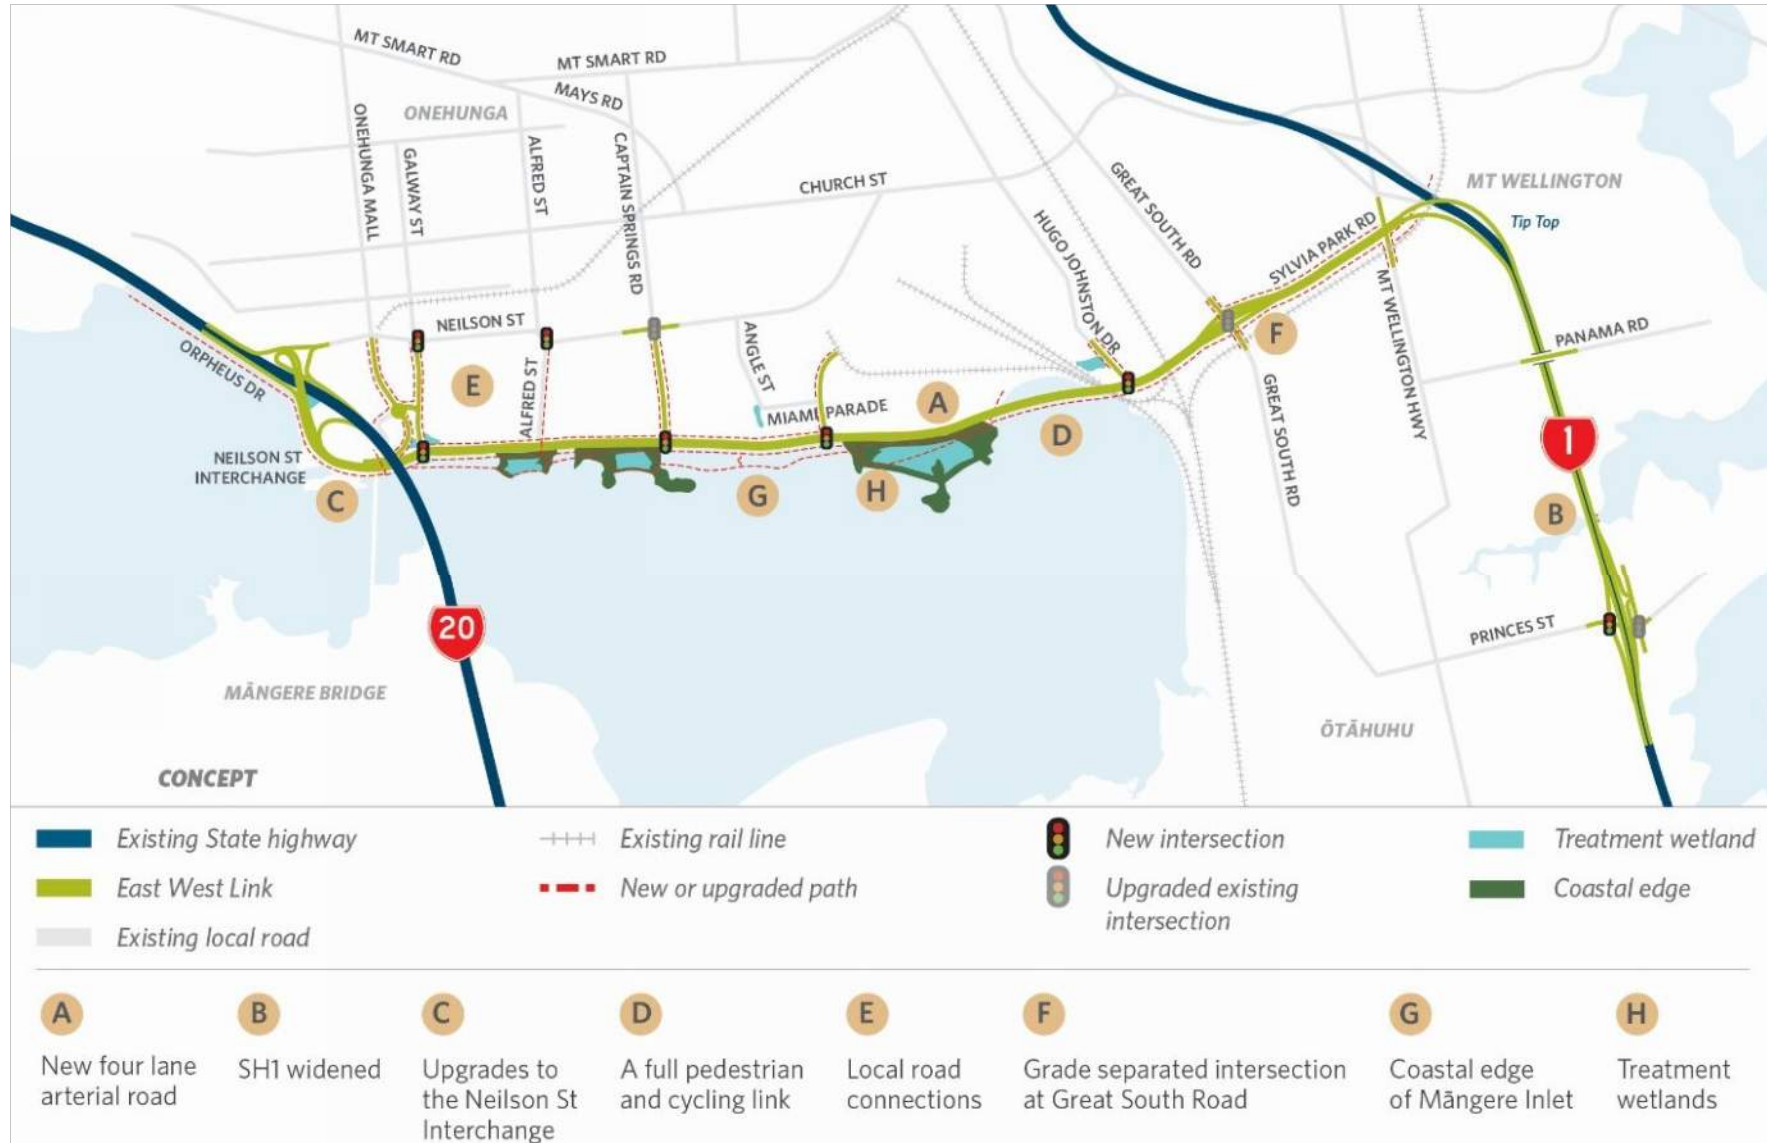 MT SMART RD
MT SMART RD
MAYS RD
ONEHUNGA
ONEHUNGA MALL
GALWAY ST
ALFRED ST
CAPTAIN SPRINGS RD
CHURCH ST
HUGO JOHNSTON DR
GREAT SOUTH RD
SYLVIA PARK RD
MT WELLINGTON
Tip Top
MT WELLINGTON HWY
PANAMA RD
NEILSON ST
ORPHEUS DR
E
ALFRED ST
ANGLE ST
MIAMI PARADE
A
D
F
GREAT SOUTH RD
1
NEILSON ST
INTERCHANGE
C
G
H
B
20
PRINCES ST
MĀNGERE BRIDGE
ŌTĀHUHU
CONCEPT
Existing State highway
East West Link
Existing local road
Existing rail line
New or upgraded path
New intersection
Upgraded existing
intersection
Treatment wetland
Coastal edge
A
New four lane
arterial road
B
SH1 widened
C
Upgrades to
the Neilson St
Interchange
D
A full pedestrian
and cycling link
E
Local road
connections
F
Grade separated intersection
at Great South Road
G
Coastal edge
of Māngere Inlet
H
Treatment
wetlands